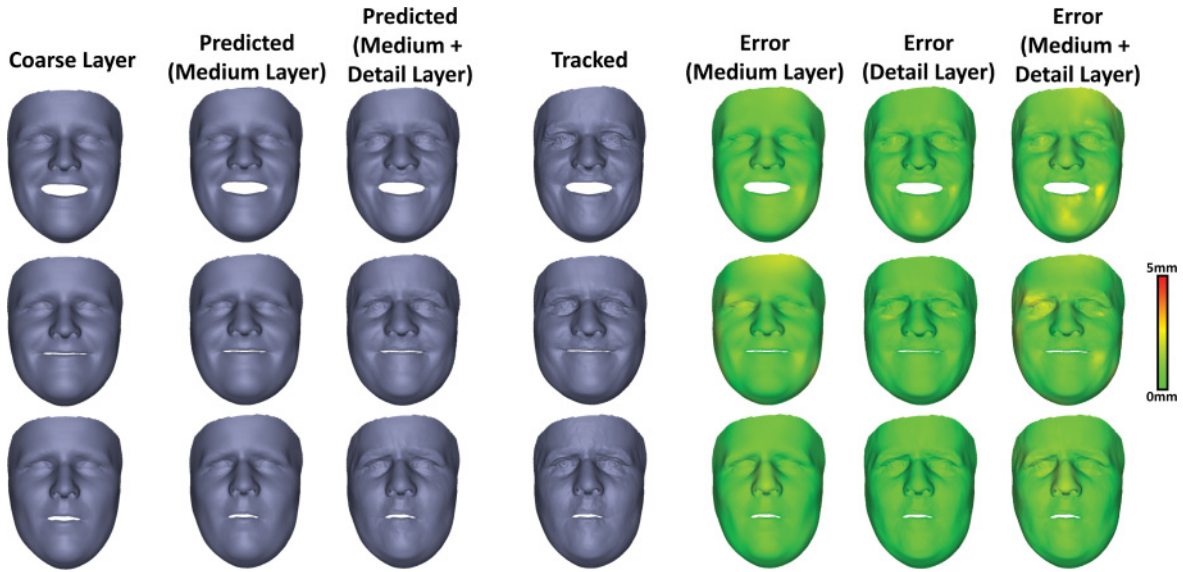 Coarse Layer
Predicted
(Medium Layer)
Predicted
(Medium +
Detail Layer)
Tracked
Error
(Medium Layer)
Error
(Detail Layer)
Error
(Medium +
Detail Layer)
5mm
0mm